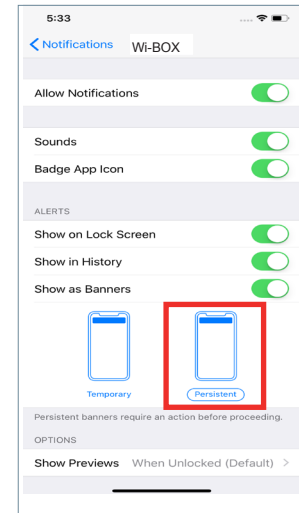 5:33
Notifications Wi-BOX
Allow Notifications
Sounds
Badge App Icon
ALERTS
Show on Lock Screen
Show in History
Show as Banners
Temporary Persistent
Persistent banners require an action before proceeding.
OPTIONS
Show Previews When Unlocked (Default)